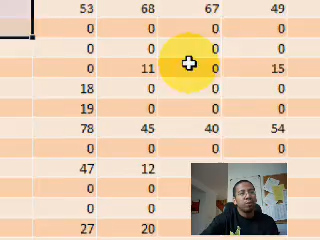 53 68 67 49
0 0 0 0
0 0 0 0
0 11 0 15
18 0 0 0
19 0 0 0
78 45 40 54
0 0 0 0
47 12
0 0
0 0
27 20